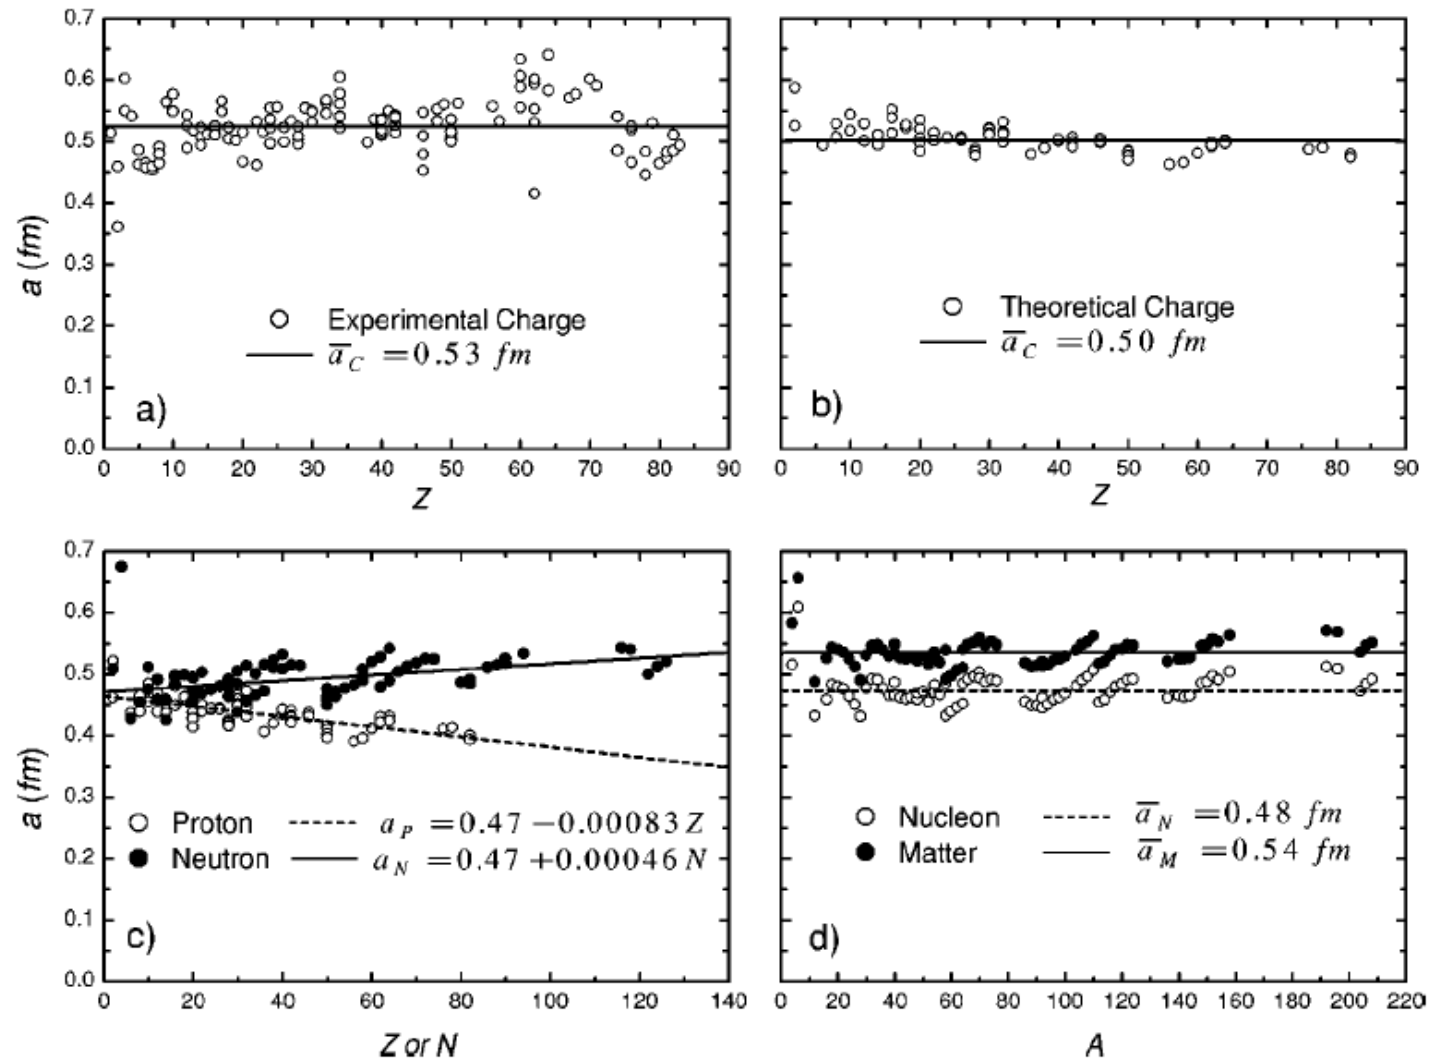 0.7
0.6
0.5
0.4
0.3
0.2
0.1
0.0
a (fm)
Experimental Charge
a̅_C = 0.53 fm
a)
0 10 20 30 40 50 60 70 80 90
Z
Theoretical Charge
a̅_C = 0.50 fm
b)
0 10 20 30 40 50 60 70 80 90
Z
0.7
0.6
0.5
0.4
0.3
0.2
0.1
0.0
a (fm)
Proton a_P = 0.47 − 0.00083 Z
Neutron a_N = 0.47 + 0.00046 N
c)
0 20 40 60 80 100 120 140
Z or N
Nucleon a̅_N = 0.48 fm
Matter a̅_M = 0.54 fm
d)
0 20 40 60 80 100 120 140 160 180 200 220
A